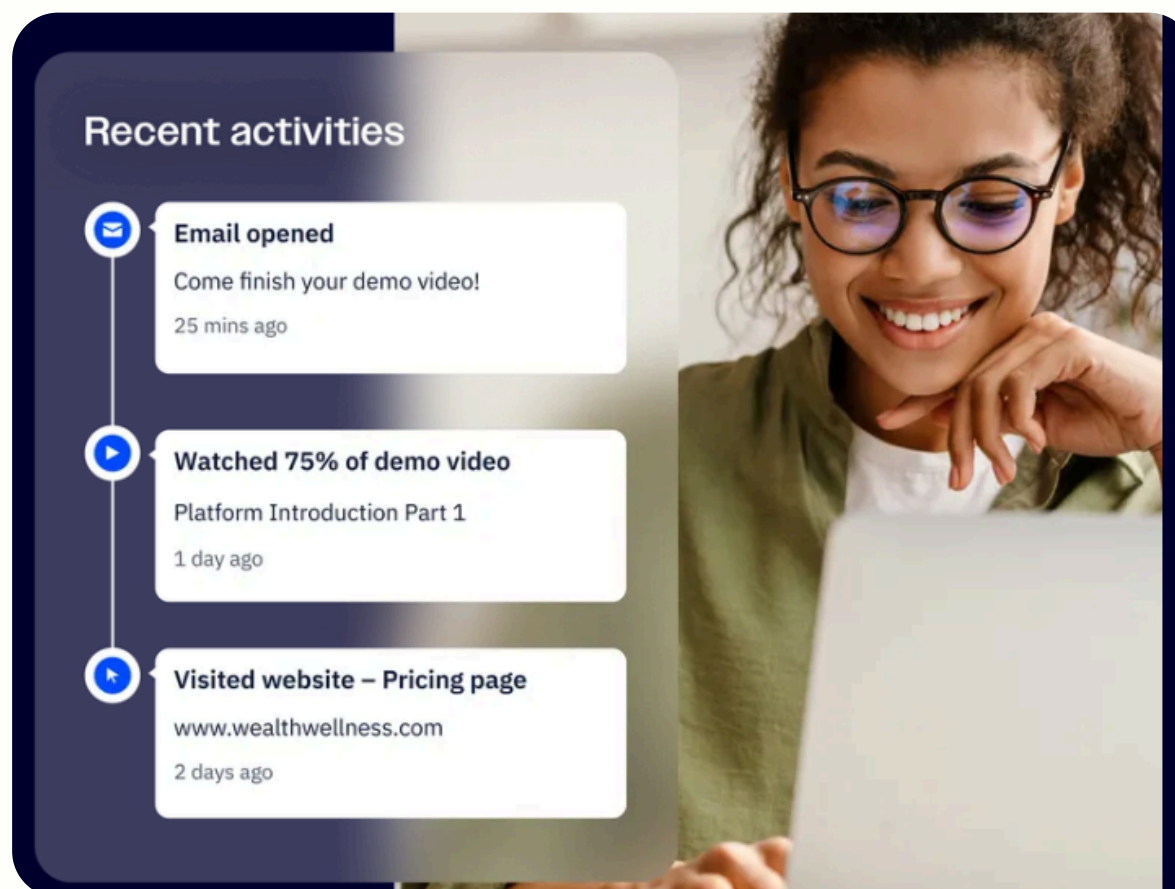 Recent activities
Email opened
Come finish your demo video!
25 mins ago
Watched 75% of demo video
Platform Introduction Part 1
1 day ago
Visited website – Pricing page
www.wealthwellness.com
2 days ago